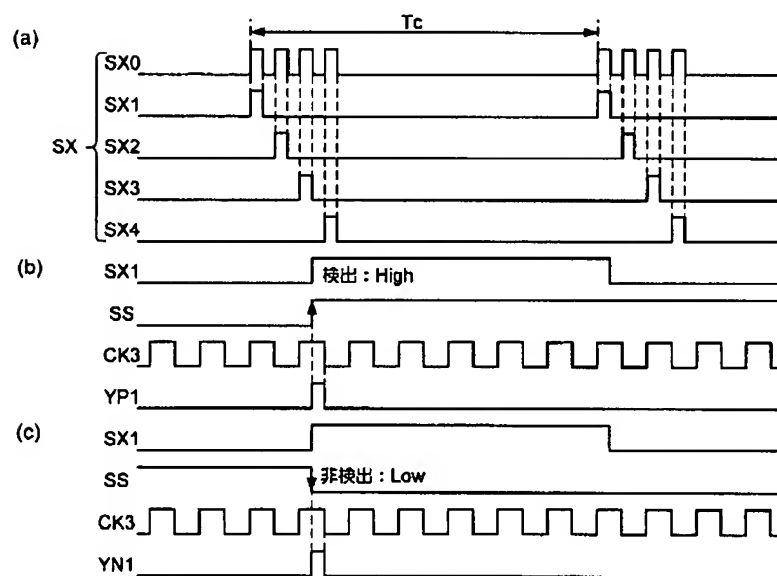 Tc
(a)
SX0
SX1
SX
SX2
SX3
SX4
(b)
SX1
検出：High
SS
CK3
YP1
(c)
SX1
SS
非検出：Low
CK3
YN1